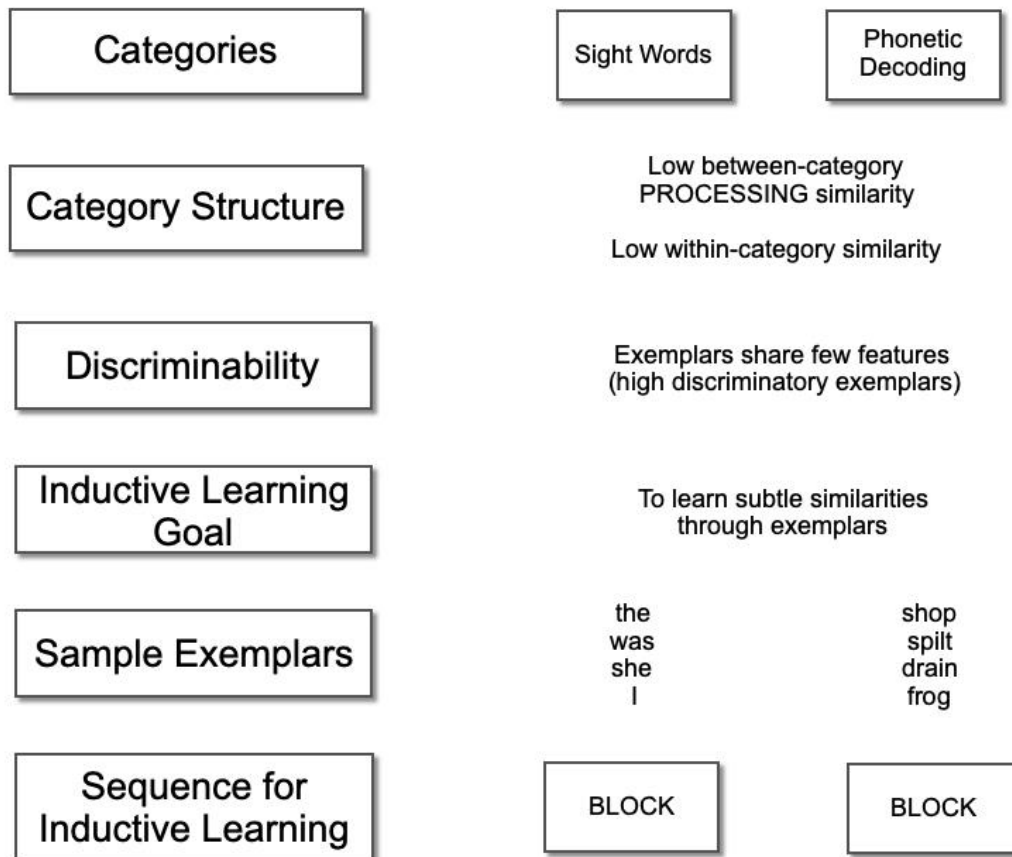 Categories
Sight Words
Phonetic
Decoding
Category Structure
Low between-category
PROCESSING similarity
Low within-category similarity
Discriminability
Exemplars share few features
(high discriminatory exemplars)
Inductive Learning
Goal
To learn subtle similarities
through exemplars
Sample Exemplars
the
was
she
I
shop
spilt
drain
frog
Sequence for
Inductive Learning
BLOCK
BLOCK